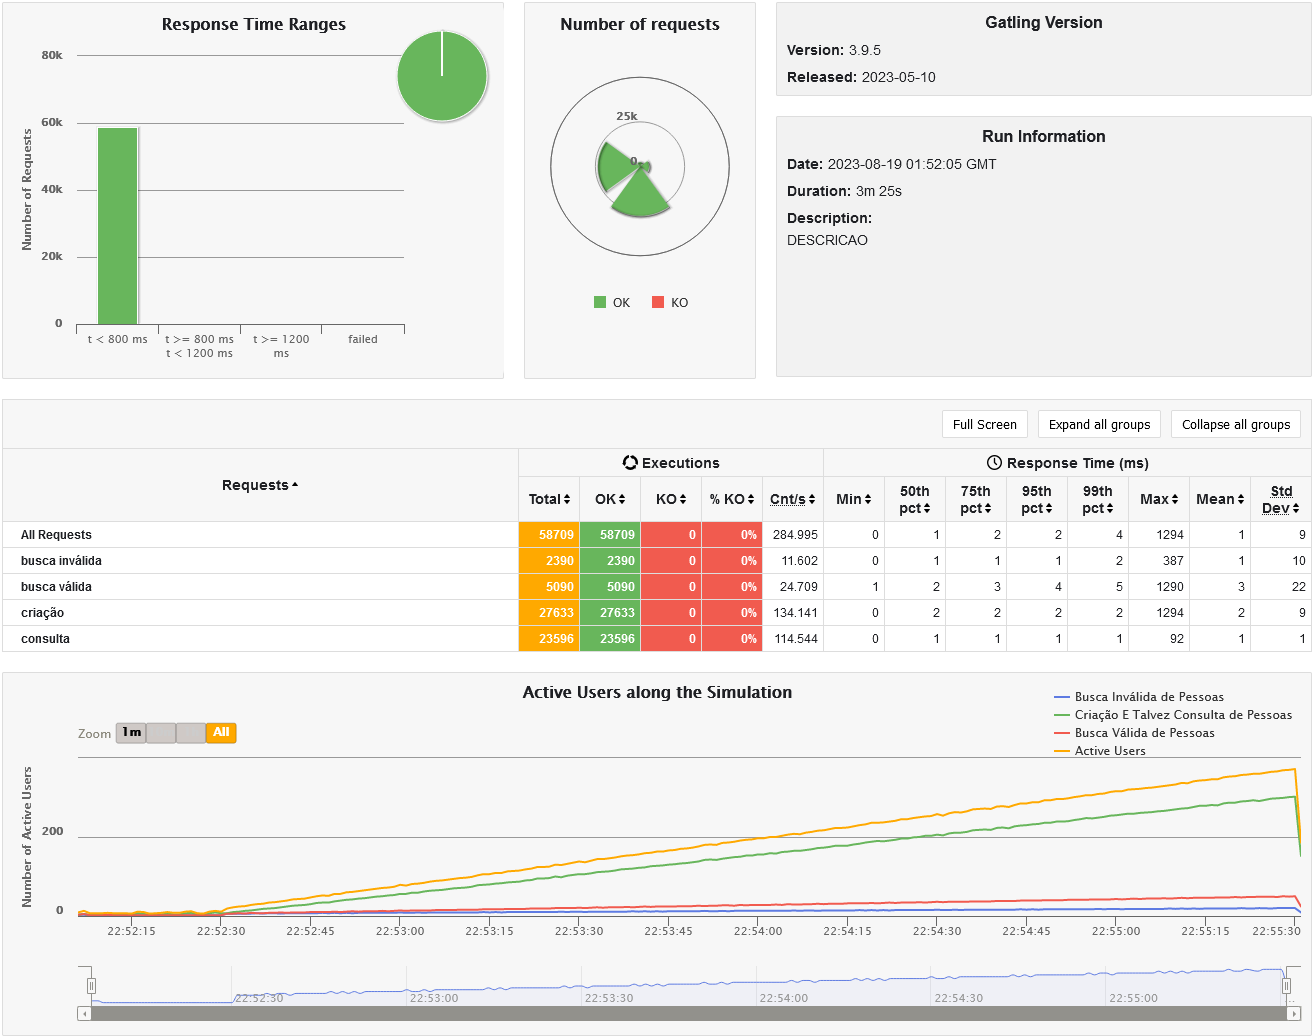 Response Time Ranges
80k
60k
40k
20k
0
Number of Requests
t < 800 ms
t >= 800 ms
t < 1200 ms
t >= 1200
ms
failed
Number of requests
25k
0
OK
KO
Gatling Version
Version: 3.9.5
Released: 2023-05-10
Run Information
Date: 2023-08-19 01:52:05 GMT
Duration: 3m 25s
Description:
DESCRICAO
Full Screen Expand all groups Collapse all groups
Requests Executions Response Time (ms)
Total OK KO % KO Cnt/s Min 50th pct 75th pct 95th pct 99th pct Max Mean Std Dev
All Requests 58709 58709 0 0% 284.995 0 1 2 2 4 1294 1 9
busca inválida 2390 2390 0 0% 11.602 0 1 1 1 2 387 1 10
busca válida 5090 5090 0 0% 24.709 1 2 3 4 5 1290 3 22
criação 27633 27633 0 0% 134.141 0 2 2 2 2 1294 2 9
consulta 23596 23596 0 0% 114.544 0 1 1 1 1 92 1 1
Active Users along the Simulation
Busca Inválida de Pessoas
Criação E Talvez Consulta de Pessoas
Busca Válida de Pessoas
Active Users
Zoom 1m All
Number of Active Users
200
0
22:52:15 22:52:30 22:52:45 22:53:00 22:53:15 22:53:30 22:53:45 22:54:00 22:54:15 22:54:30 22:54:45 22:55:00 22:55:15 22:55:30
22:52:30 22:53:00 22:53:30 22:54:00 22:54:30 22:55:00